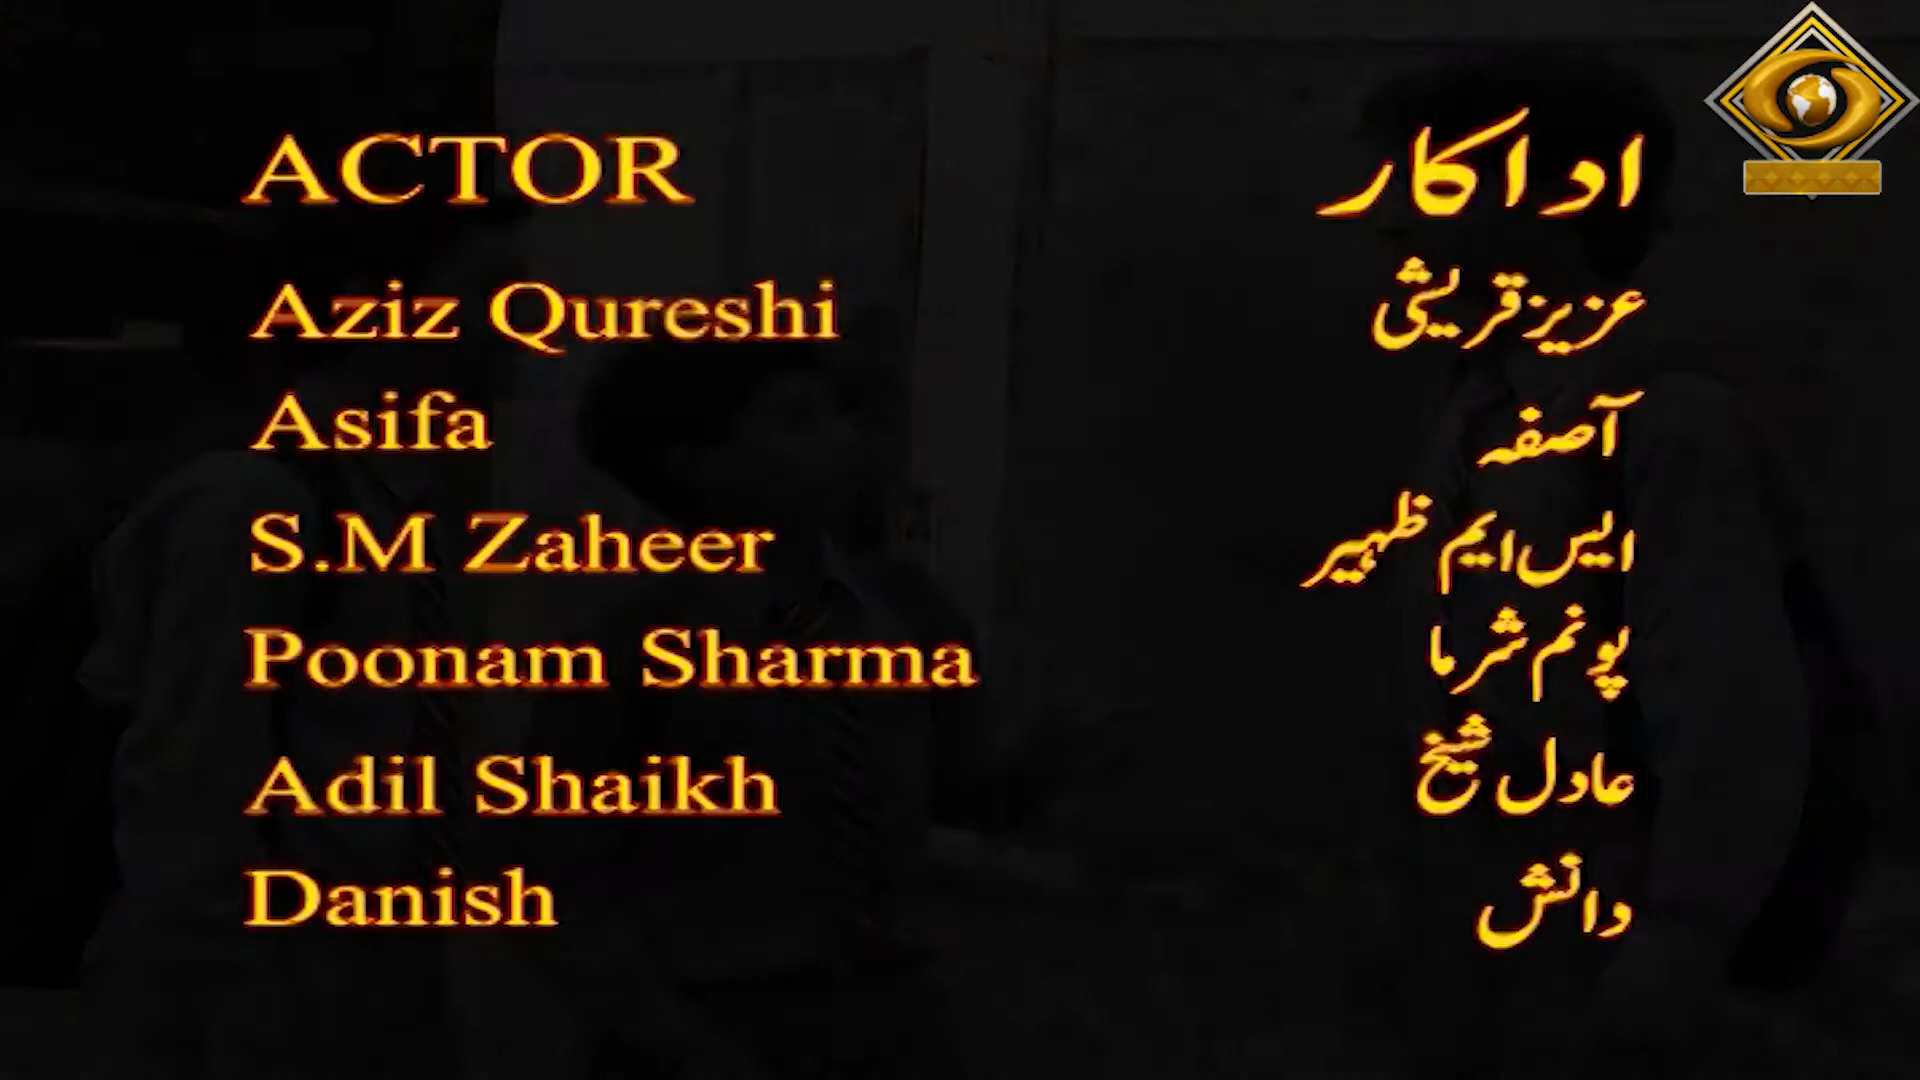 ACTOR اداکار
Aziz Qureshi عزیز قریشی
Asifa آصفہ
S.M Zaheer ایس ایم ظہیر
Poonam Sharma پونم شرما
Adil Shaikh عادل شیخ
Danish دانش